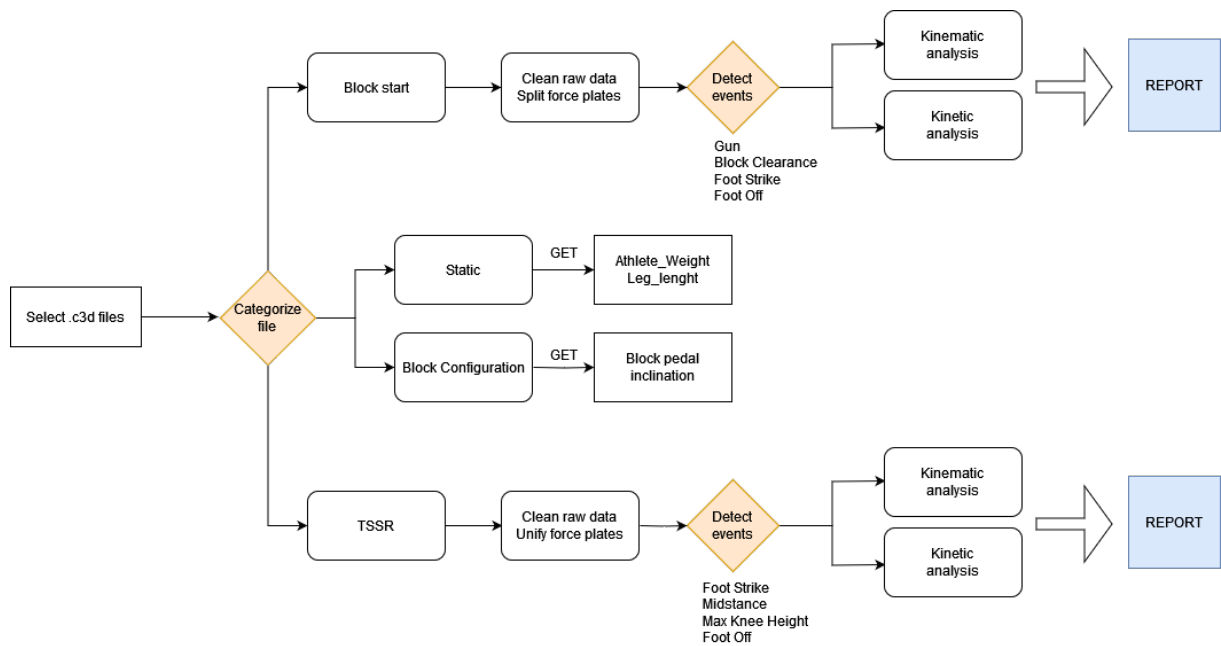 Block start
Clean raw data
Split force plates
Detect
events
Gun
Block Clearance
Foot Strike
Foot Off
Kinematic
analysis
Kinetic
analysis
REPORT
Select .c3d files
Categorize
file
Static
GET
Athlete_Weight
Leg_lenght
Block Configuration
GET
Block pedal
inclination
TSSR
Clean raw data
Unify force plates
Detect
events
Foot Strike
Midstance
Max Knee Height
Foot Off
Kinematic
analysis
Kinetic
analysis
REPORT